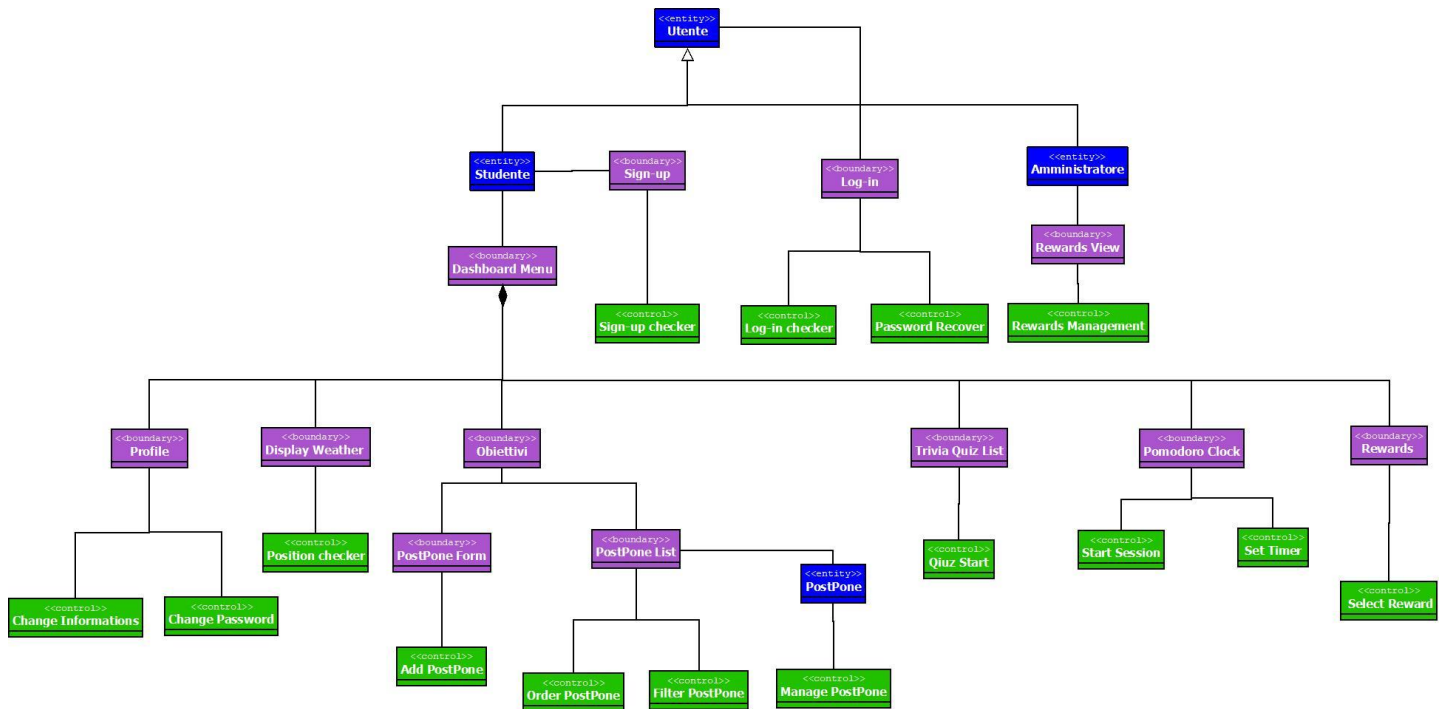 <<entity>>
Utente
<<entity>>
Studente
<<boundary>>
Sign-up
<<boundary>>
Log-in
<<entity>>
Amministratore
<<boundary>>
Dashboard Menu
<<boundary>>
Rewards View
<<control>>
Sign-up checker
<<control>>
Log-in checker
<<control>>
Password Recover
<<control>>
Rewards Management
<<boundary>>
Profile
<<boundary>>
Display Weather
<<boundary>>
Obiettivi
<<boundary>>
Trivia Quiz List
<<boundary>>
Pomodoro Clock
<<boundary>>
Rewards
<<control>>
Position checker
<<boundary>>
PostPone Form
<<boundary>>
PostPone List
<<control>>
Qiuz Start
<<control>>
Start Session
<<control>>
Set Timer
<<entity>>
PostPone
<<control>>
Change Informations
<<control>>
Change Password
<<control>>
Select Reward
<<control>>
Add PostPone
<<control>>
Order PostPone
<<control>>
Filter PostPone
<<control>>
Manage PostPone